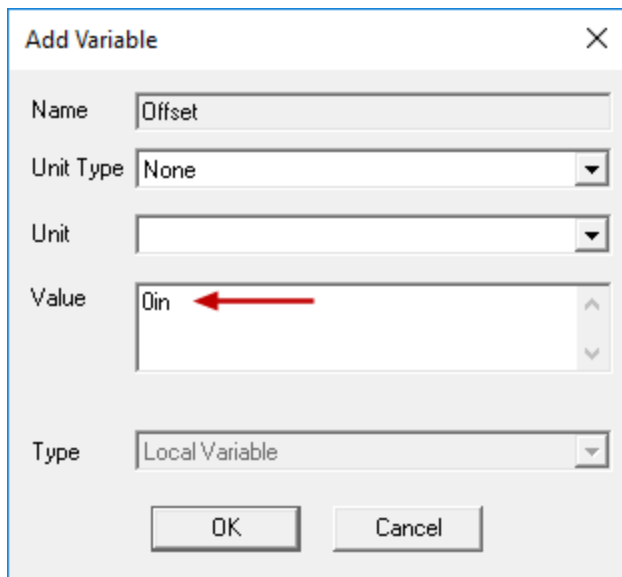 Add Variable
Name Offset
Unit Type None
Unit
Value 0in
Type Local Variable
OK Cancel